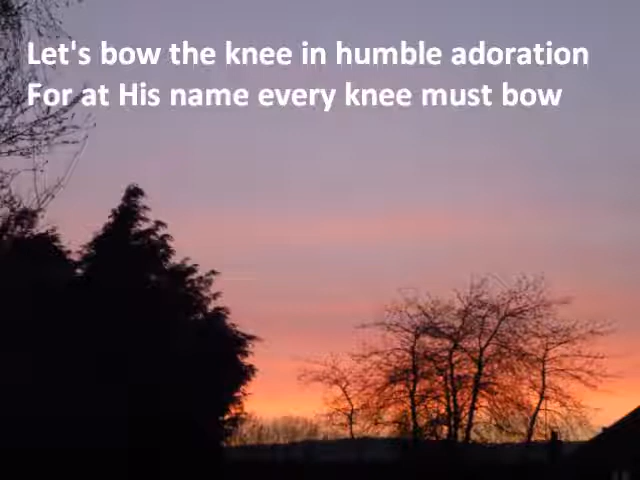 Let's bow the knee in humble adoration
For at His name every knee must bow